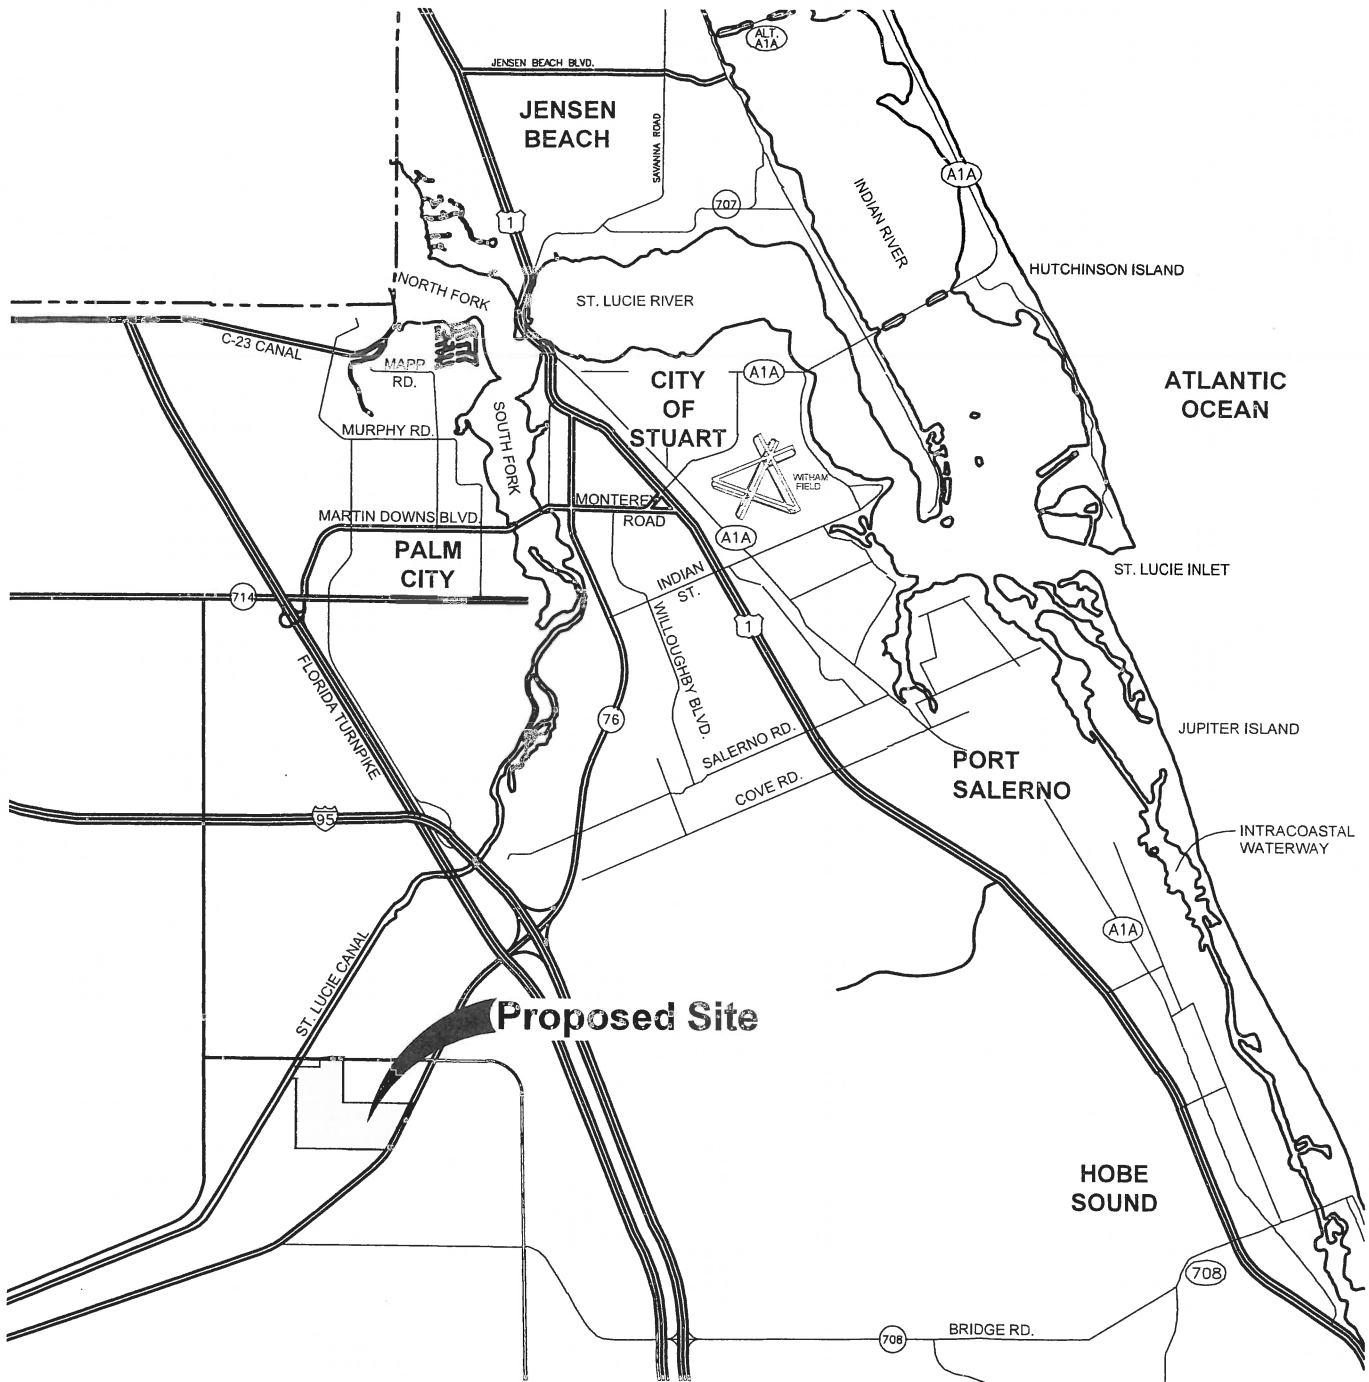 ALT.
A1A
JENSEN BEACH BLVD.
JENSEN
BEACH
SAVANNA ROAD
A1A
INDIAN RIVER
707
1
HUTCHINSON ISLAND
NORTH FORK
ST. LUCIE RIVER
C-23 CANAL
MAPP
RD.
A1A
CITY
OF
STUART
ATLANTIC
OCEAN
SOUTH FORK
MURPHY RD.
WITHAM
FIELD
MONTEREY
ROAD
MARTIN DOWNS BLVD.
A1A
PALM
CITY
INDIAN
ST.
ST. LUCIE INLET
714
WILLOUGHBY BLVD.
1
FLORIDA TURNPIKE
76
SALERNO RD.
JUPITER ISLAND
PORT
SALERNO
COVE RD.
95
INTRACOASTAL
WATERWAY
A1A
ST. LUCIE CANAL
Proposed Site
HOBE
SOUND
708
708
BRIDGE RD.